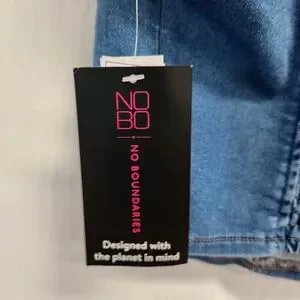 NO
BO
NO BOUNDARIES
Designed with
the planet in mind